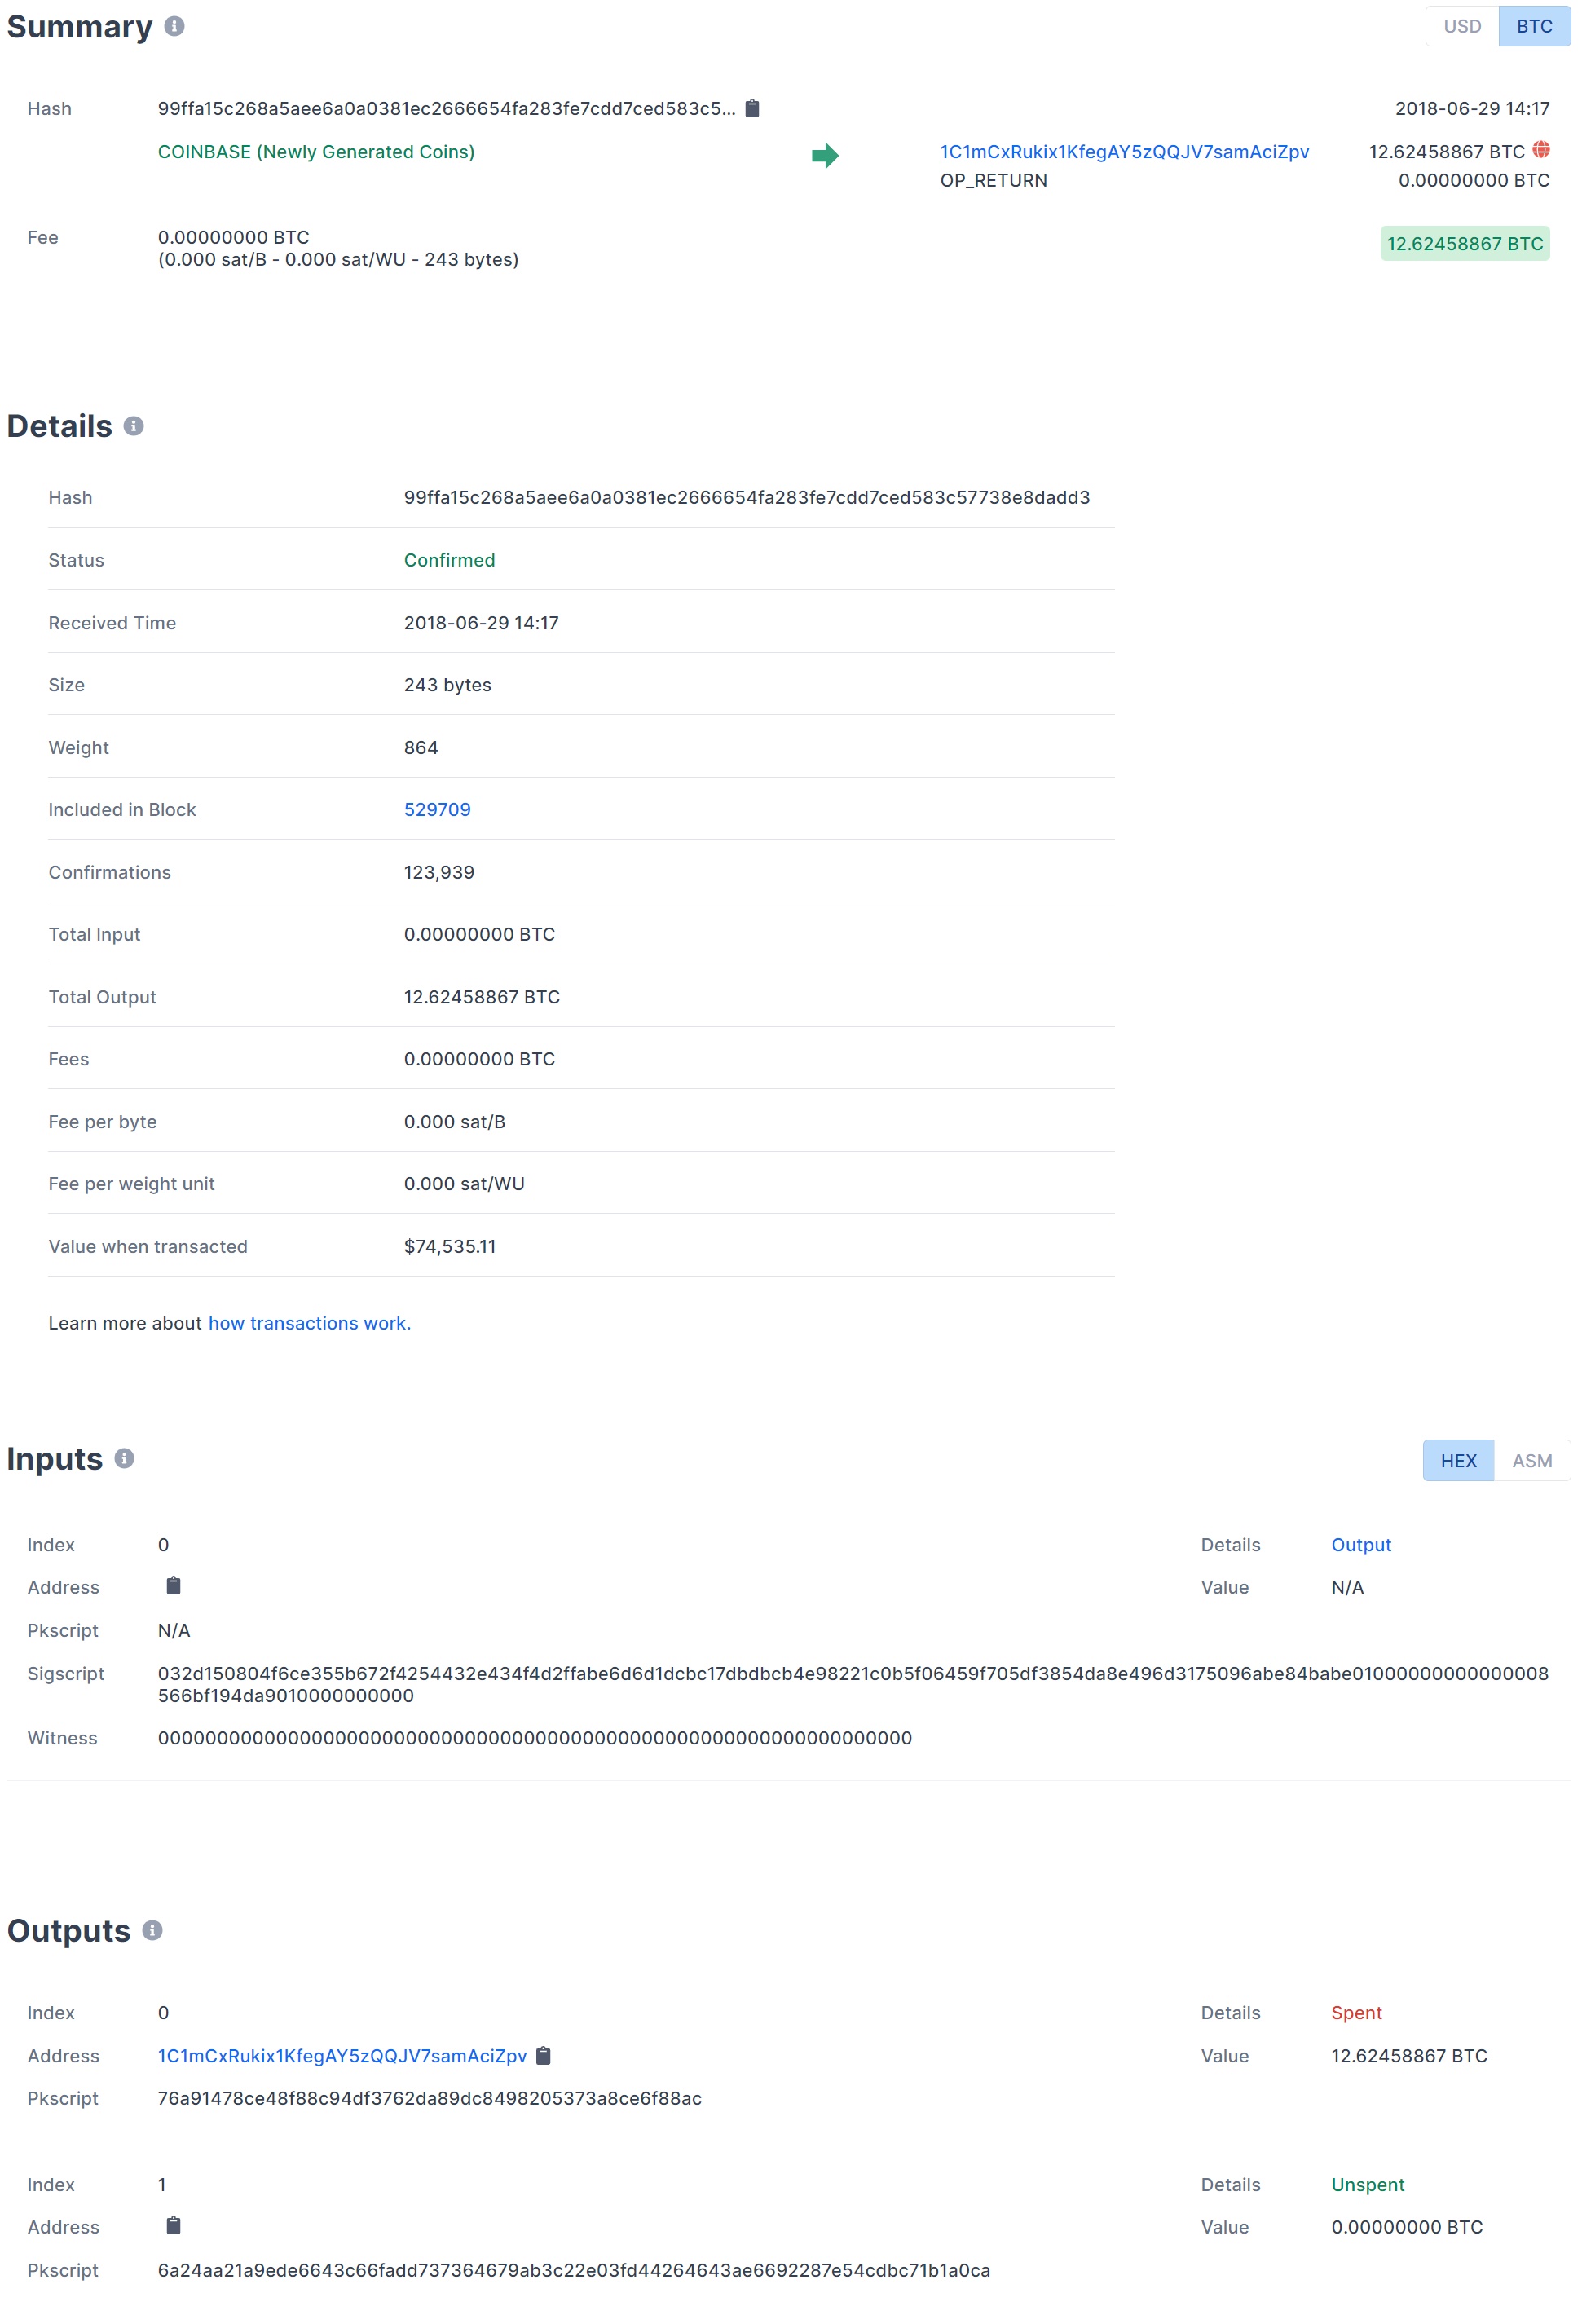 Summary
USD BTC
Hash 99ffa15c268a5aee6a0a0381ec2666654fa283fe7cdd7ced583c5... 2018-06-29 14:17
COINBASE (Newly Generated Coins) 1C1mCxRukix1KfegAY5zQQJV7samAciZpv 12.62458867 BTC
OP_RETURN 0.00000000 BTC
Fee 0.00000000 BTC 12.62458867 BTC
(0.000 sat/B - 0.000 sat/WU - 243 bytes)
Details
Hash 99ffa15c268a5aee6a0a0381ec2666654fa283fe7cdd7ced583c57738e8dadd3
Status Confirmed
Received Time 2018-06-29 14:17
Size 243 bytes
Weight 864
Included in Block 529709
Confirmations 123,939
Total Input 0.00000000 BTC
Total Output 12.62458867 BTC
Fees 0.00000000 BTC
Fee per byte 0.000 sat/B
Fee per weight unit 0.000 sat/WU
Value when transacted $74,535.11
Learn more about how transactions work.
Inputs
HEX ASM
Index 0 Details Output
Address Value N/A
Pkscript N/A
Sigscript 032d150804f6ce355b672f4254432e434f4d2ffabe6d6d1dcbc17dbdbcb4e98221c0b5f06459f705df3854da8e496d3175096abe84babe01000000000000008
566bf194da9010000000000
Witness 0000000000000000000000000000000000000000000000000000000000000000
Outputs
Index 0 Details Spent
Address 1C1mCxRukix1KfegAY5zQQJV7samAciZpv Value 12.62458867 BTC
Pkscript 76a91478ce48f88c94df3762da89dc8498205373a8ce6f88ac
Index 1 Details Unspent
Address Value 0.00000000 BTC
Pkscript 6a24aa21a9ede6643c66fadd737364679ab3c22e03fd44264643ae6692287e54cdbc71b1a0ca